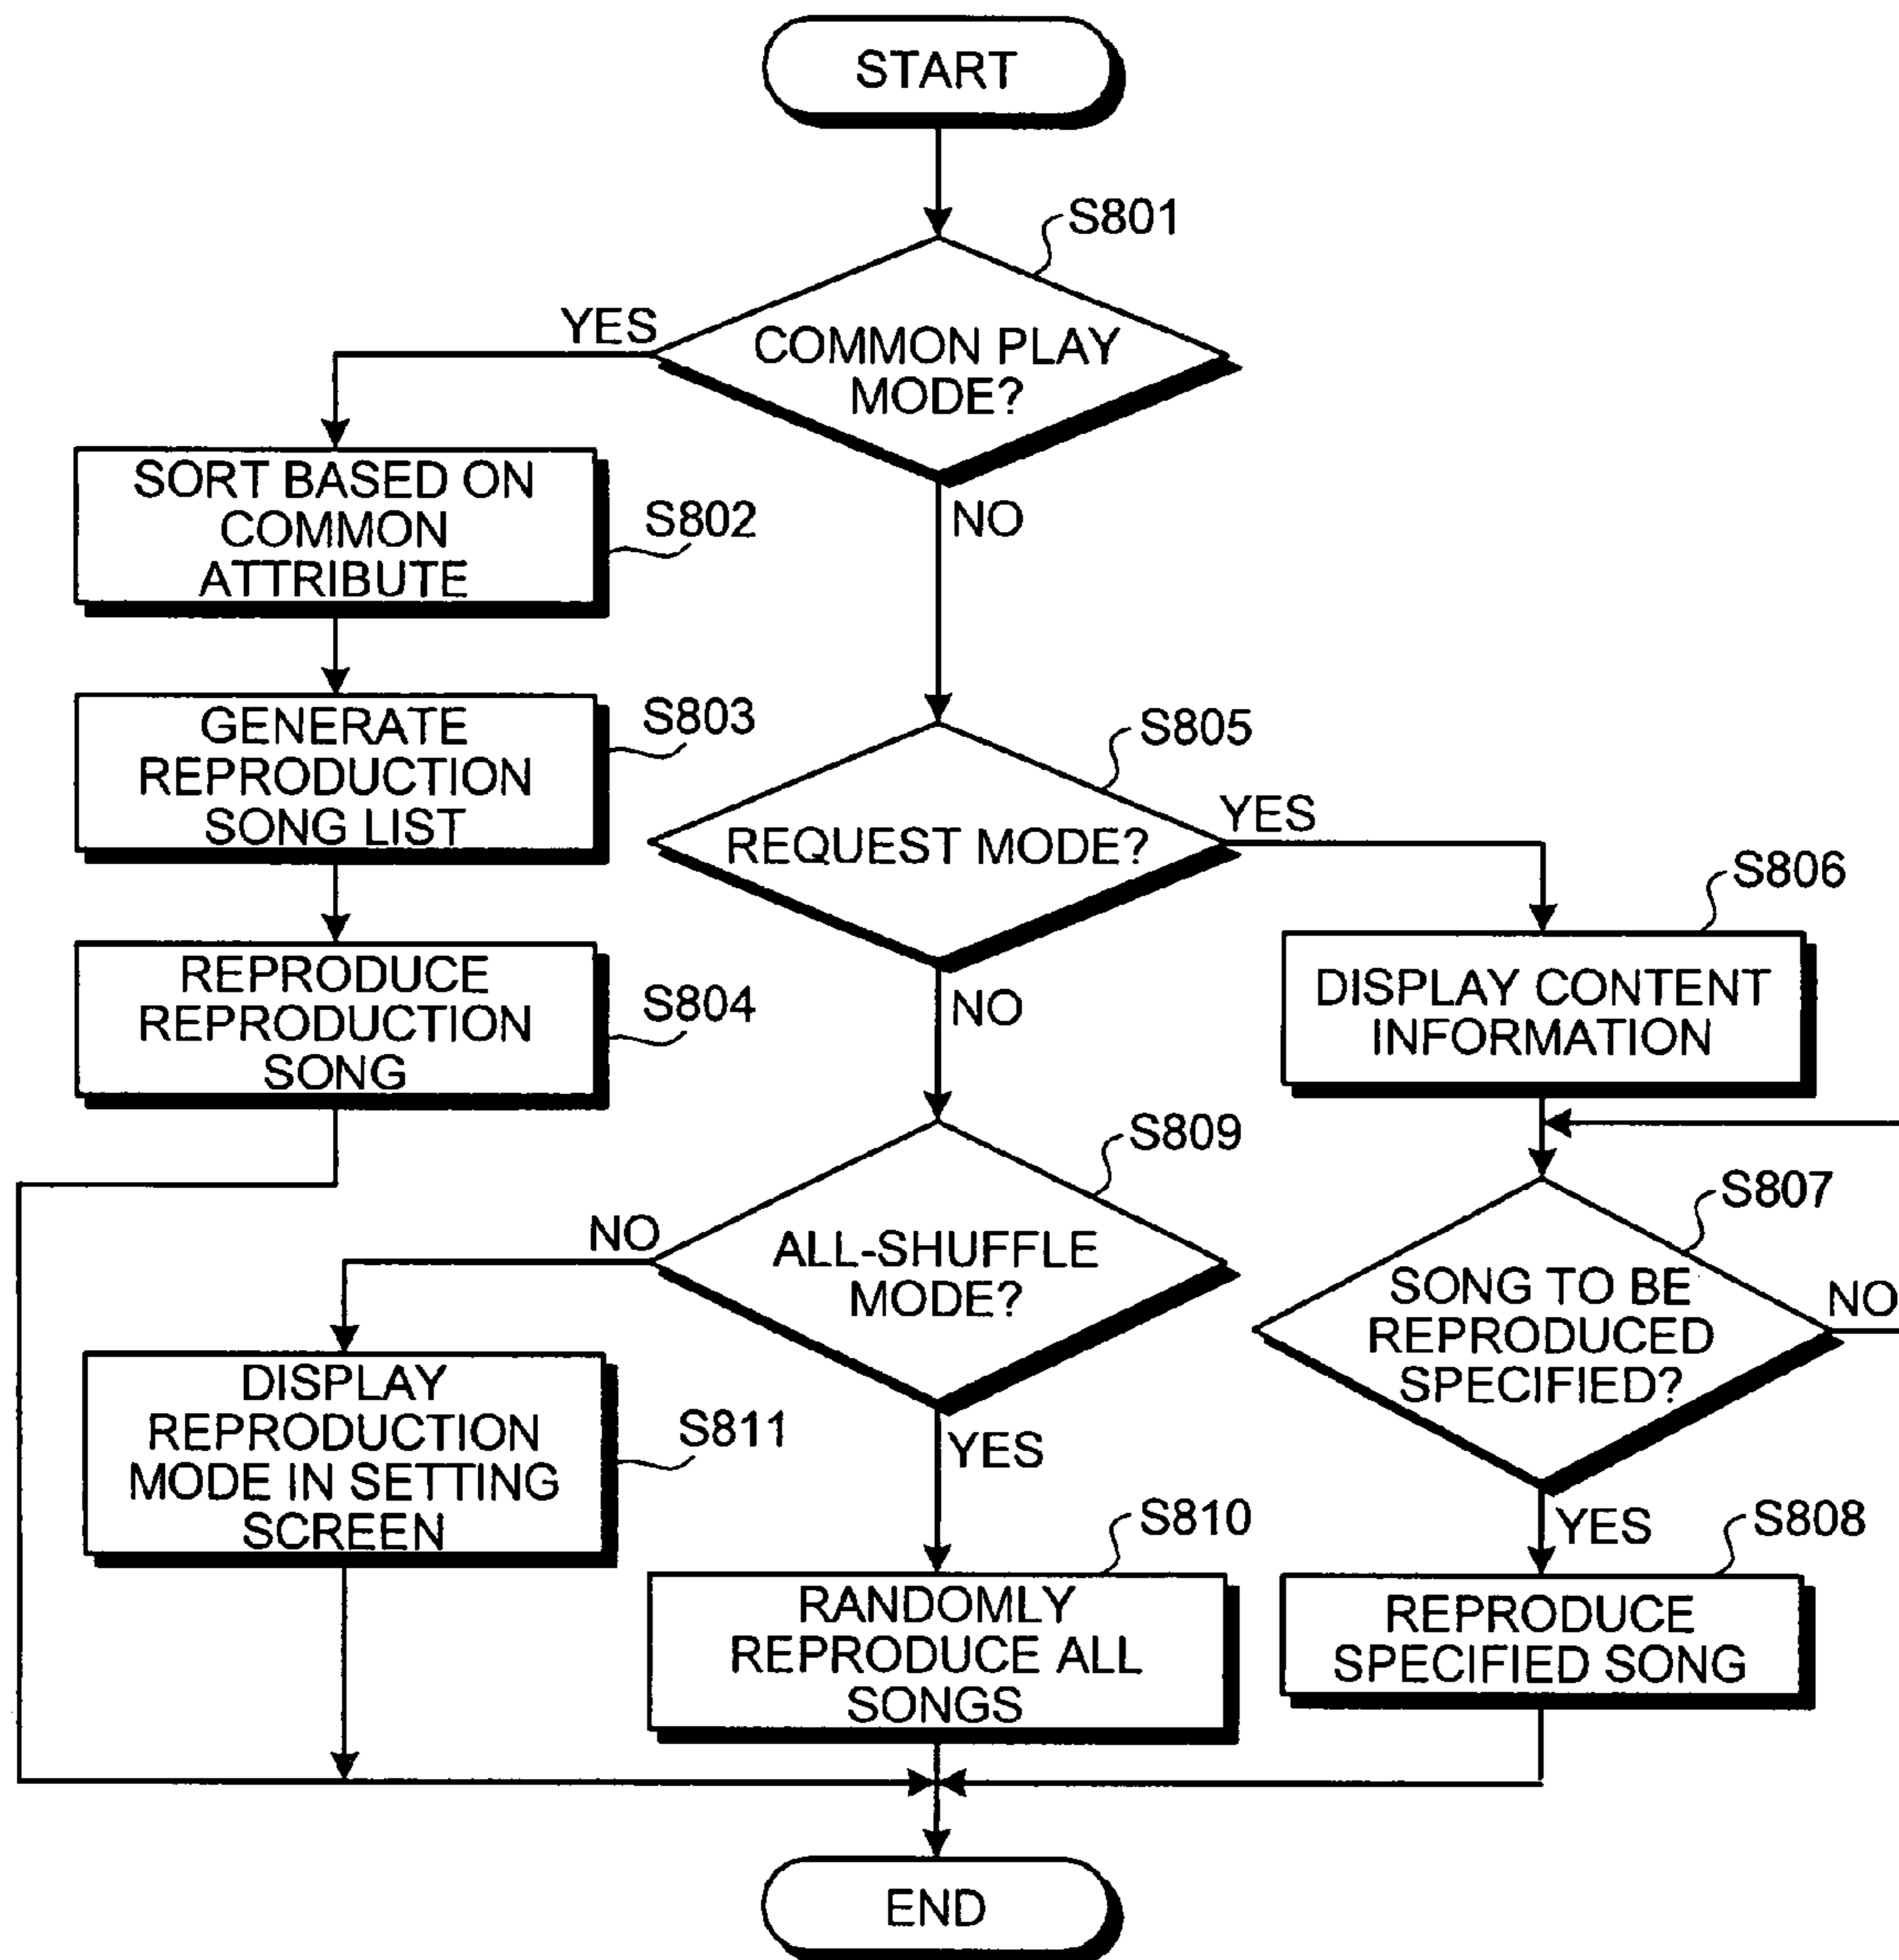 START
S801
YES
COMMON PLAY
MODE?
NO
SORT BASED ON
COMMON
ATTRIBUTE
S802
GENERATE
REPRODUCTION
SONG LIST
S803
REPRODUCE
REPRODUCTION
SONG
S804
S805
REQUEST MODE?
YES
NO
S806
DISPLAY CONTENT
INFORMATION
S807
SONG TO BE
REPRODUCED
SPECIFIED?
NO
YES
S808
REPRODUCE
SPECIFIED SONG
S809
ALL-SHUFFLE
MODE?
NO
YES
S810
RANDOMLY
REPRODUCE ALL
SONGS
DISPLAY
REPRODUCTION
MODE IN SETTING
SCREEN
S811
END